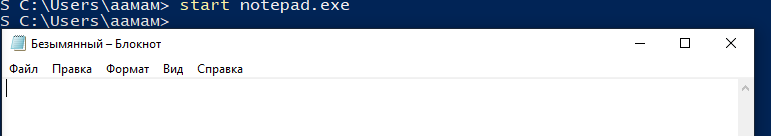 S C:\Users\аамам> start notepad.exe
S C:\Users\аамам>
Безымянный – Блокнот
Файл Правка Формат Вид Справка